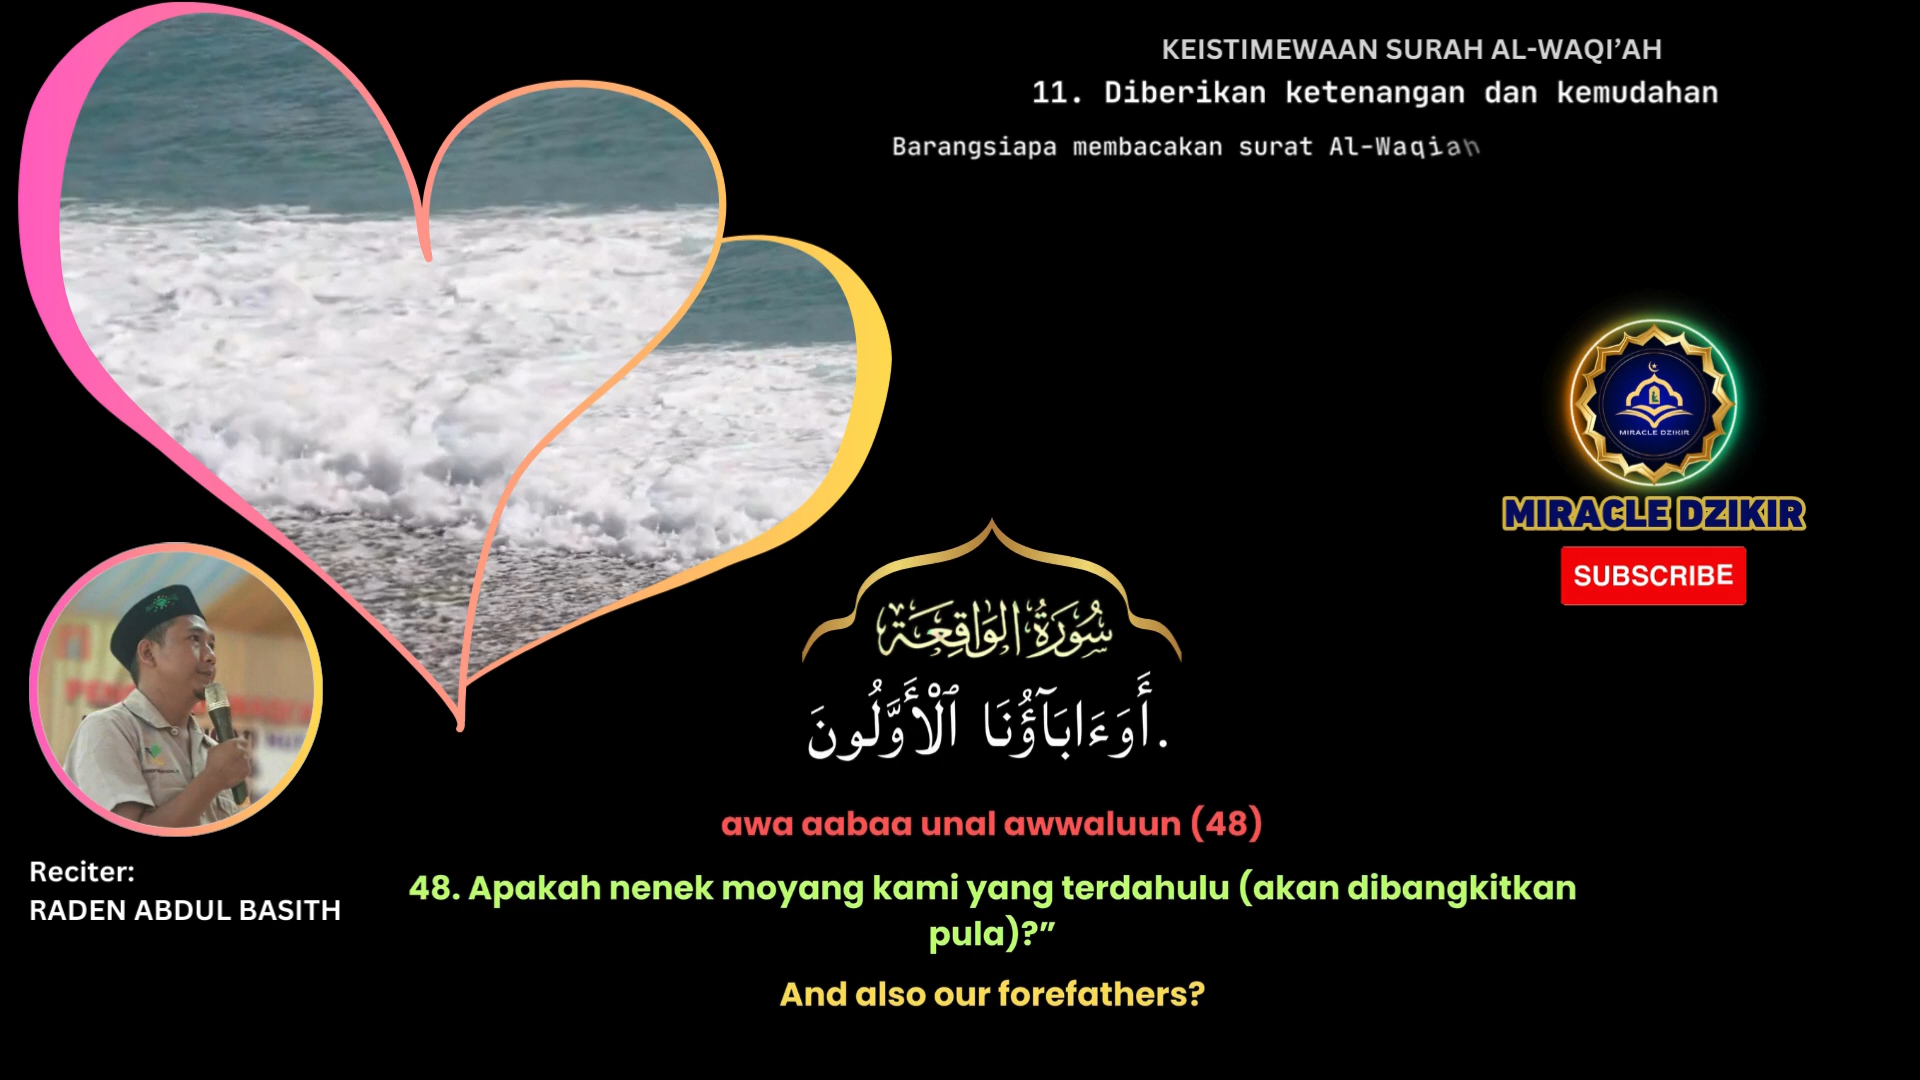 KEISTIMEWAAN SURAH AL-WAQI’AH
11. Diberikan ketenangan dan kemudahan
Barangsiapa membacakan surat Al-Waqiah
MIRACLE DZIKIR
MIRACLE DZIKIR
SUBSCRIBE
سُورَةُ الوَاقِعَة
أَوَءَابَآؤُنَا ٱلْأَوَّلُونَ.
awa aabaa unal awwaluun (48)
48. Apakah nenek moyang kami yang terdahulu (akan dibangkitkan
pula)?”
And also our forefathers?
Reciter:
RADEN ABDUL BASITH